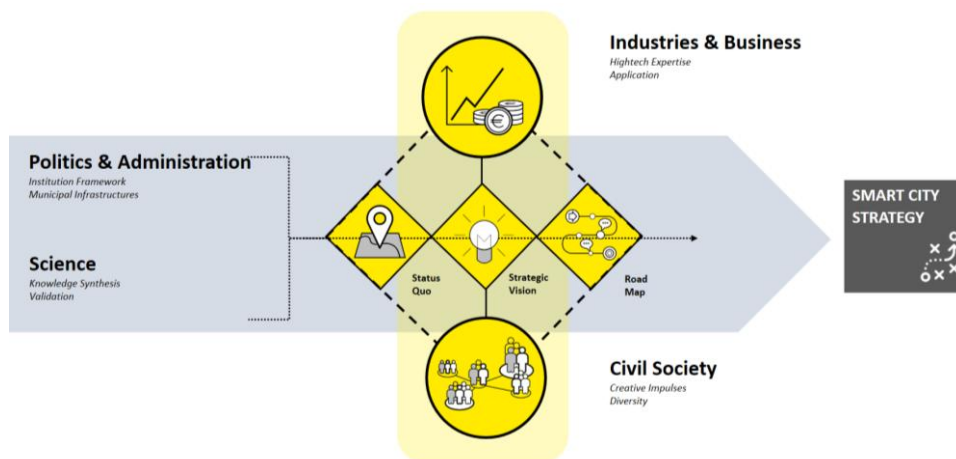 Industries & Business
Hightech Expertise
Application
Politics & Administration
Institution Framework
Municipal Infrastructures
Science
Knowledge Synthesis
Validation
Status
Quo
Strategic
Vision
Road
Map
SMART CITY
STRATEGY
Civil Society
Creative Impulses
Diversity